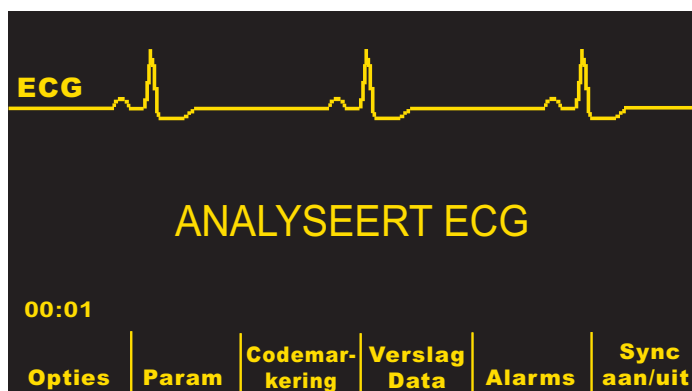 ECG
ANALYSEERT ECG
00:01
Opties
Param
Codemar-
kering
Verslag
Data
Alarms
Sync
aan/uit